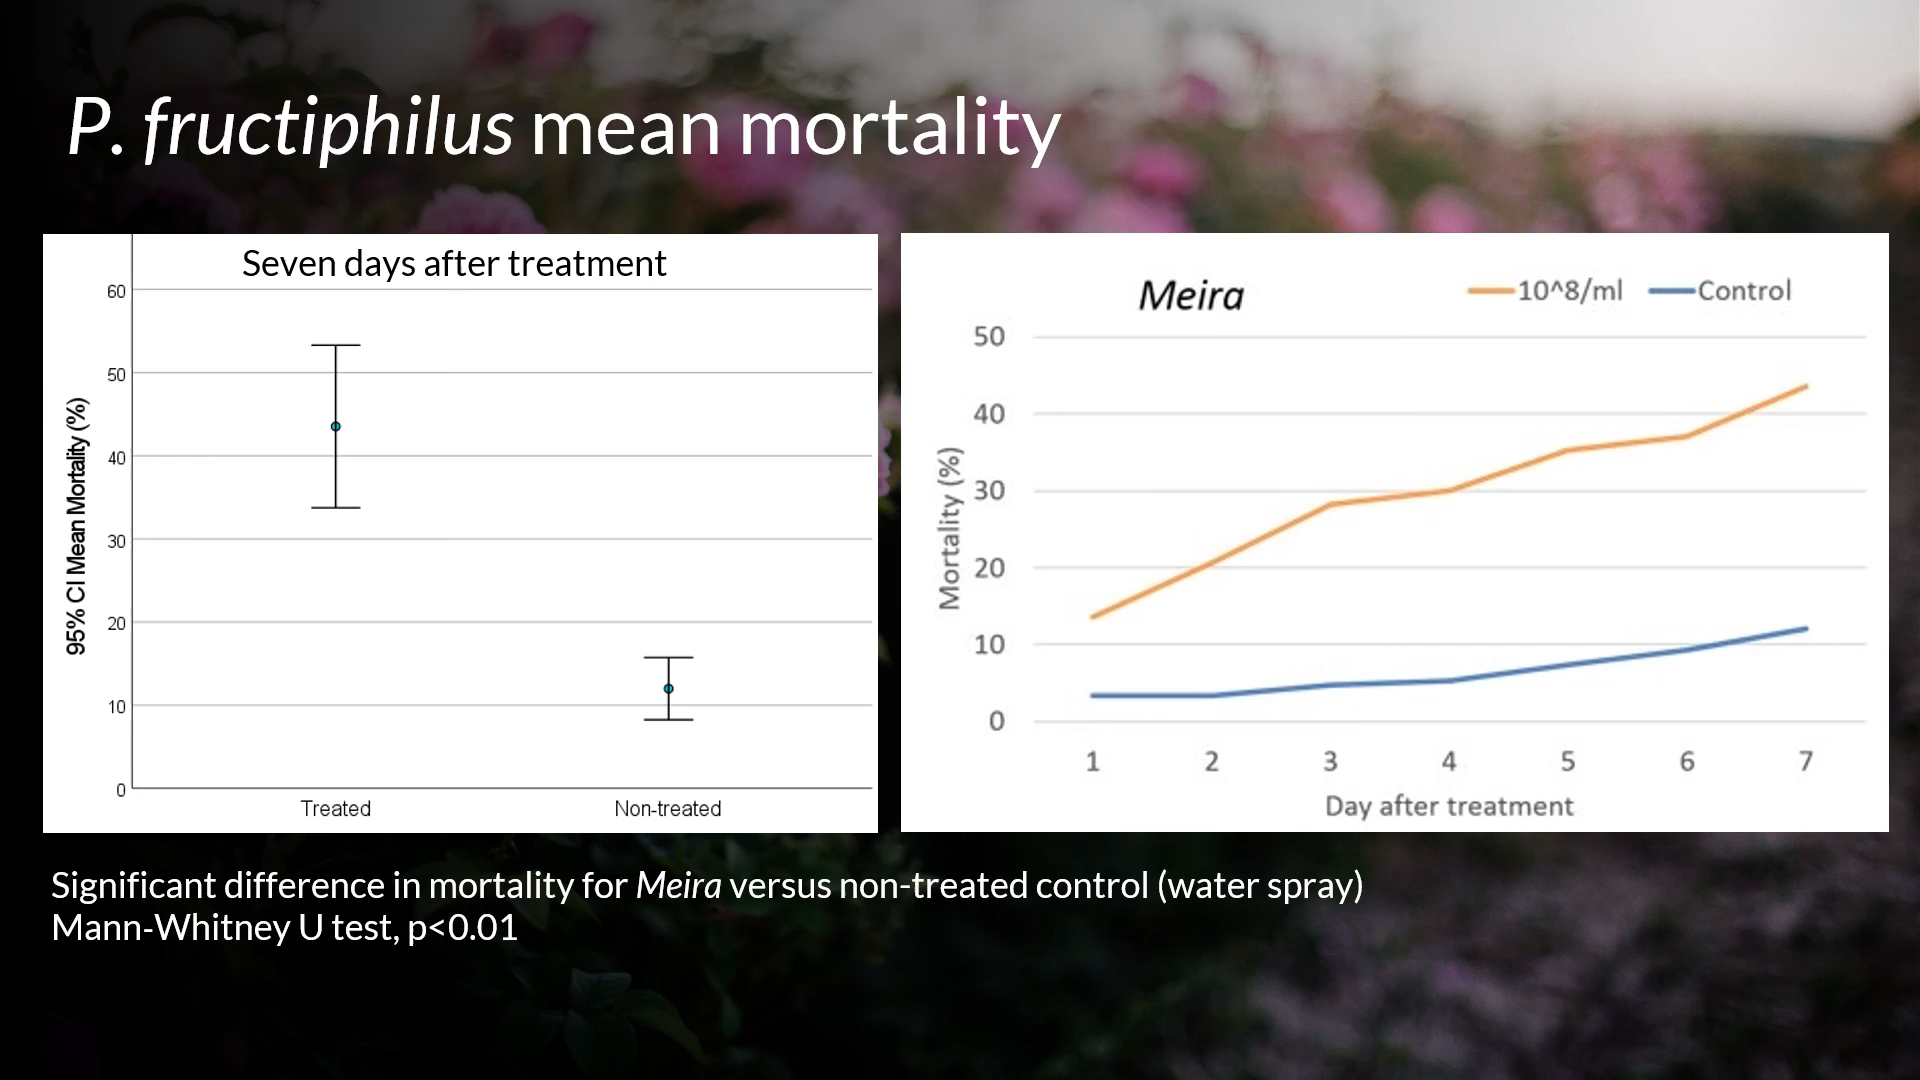 P. fructiphilus mean mortality
Seven days after treatment
95% CI Mean Mortality (%)
60
50
40
30
20
10
0
Treated Non-treated
Meira
10^8/ml Control
Mortality (%)
50
40
30
20
10
0
1 2 3 4 5 6 7
Day after treatment
Significant difference in mortality for Meira versus non-treated control (water spray)
Mann-Whitney U test, p<0.01